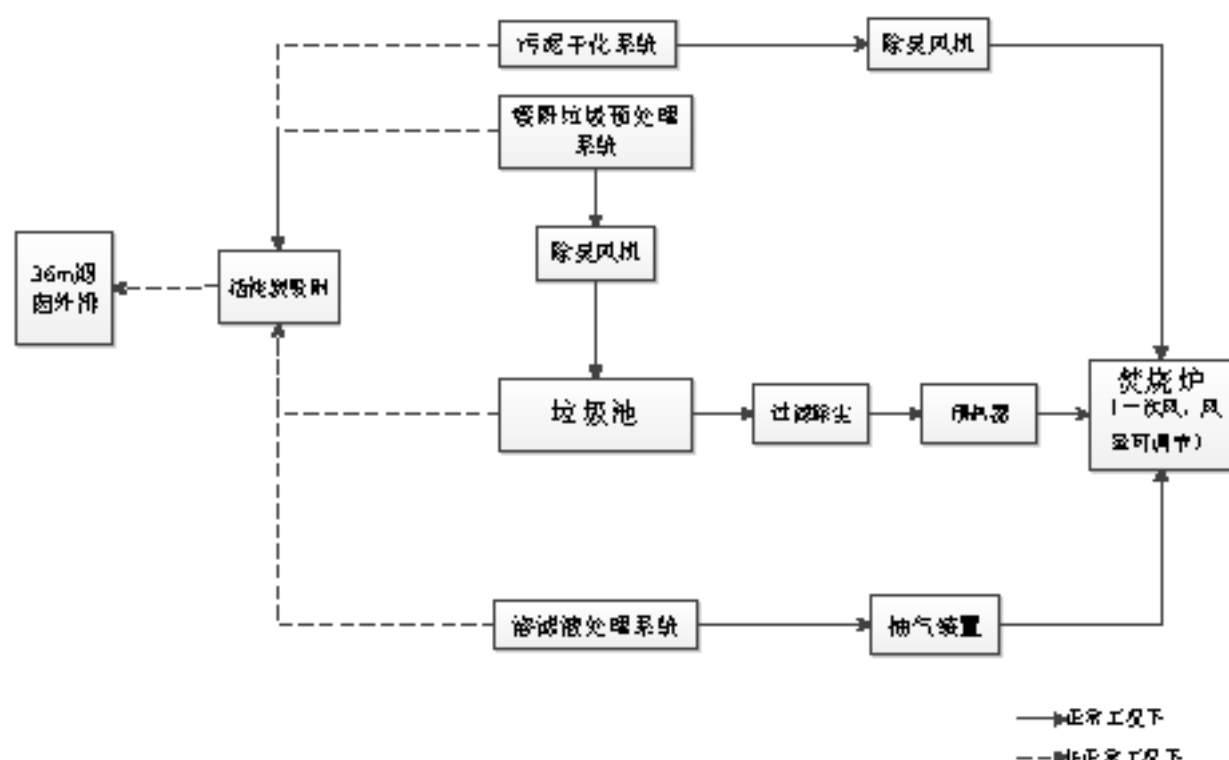 污泥干化系统
除臭风机
餐厨垃圾预处理
系统
除臭风机
36m烟
囱外排
活性炭吸附
垃圾池
过滤除尘
预热器
焚烧炉
(一次风，风
量可调节)
渗滤液处理系统
抽气装置
正常工况下
非正常工况下